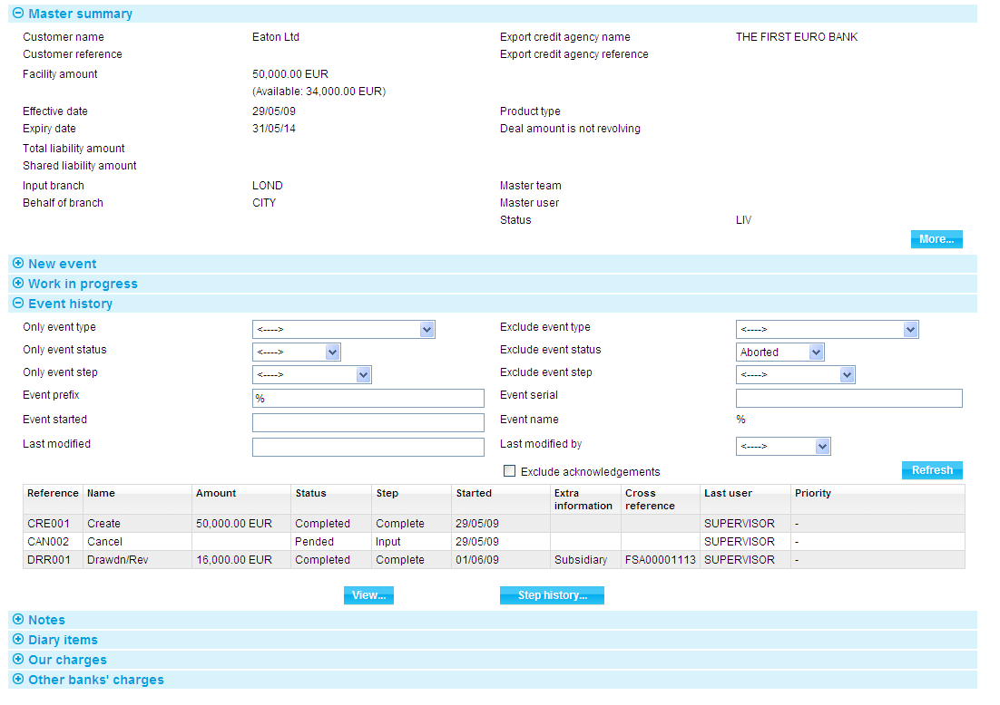 Master summary
Customer name Eaton Ltd Export credit agency name THE FIRST EURO BANK
Customer reference Export credit agency reference
Facility amount 50,000.00 EUR
(Available: 34,000.00 EUR)
Effective date 29/05/09 Product type
Expiry date 31/05/14 Deal amount is not revolving
Total liability amount
Shared liability amount
Input branch LOND Master team
Behalf of branch CITY Master user
Status LIV
More...
New event
Work in progress
Event history
Only event type <----> Exclude event type <---->
Only event status <----> Exclude event status Aborted
Only event step <----> Exclude event step <---->
Event prefix % Event serial
Event started Event name %
Last modified Last modified by <---->
Exclude acknowledgements Refresh
Reference Name Amount Status Step Started Extra information Cross reference Last user Priority
CRE001 Create 50,000.00 EUR Completed Complete 29/05/09 SUPERVISOR -
CAN002 Cancel Pended Input 29/05/09 SUPERVISOR -
DRR001 Drawdn/Rev 16,000.00 EUR Completed Complete 01/06/09 Subsidiary FSA00001113 SUPERVISOR -
View... Step history...
Notes
Diary items
Our charges
Other banks' charges